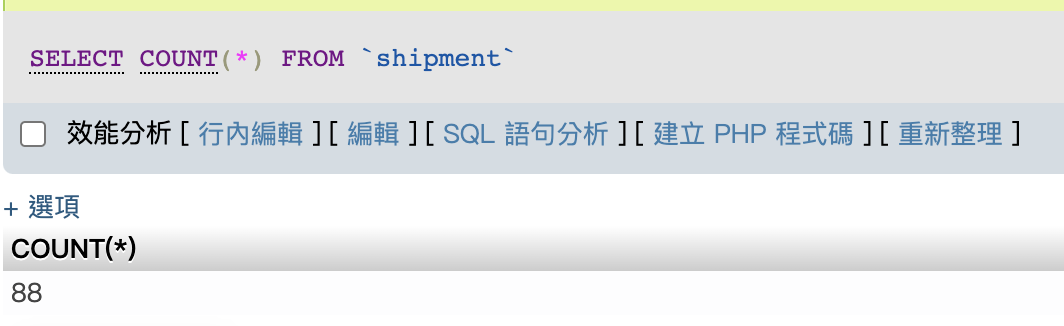 SELECT COUNT(*) FROM `shipment`
效能分析 [ 行內編輯 ] [ 編輯 ] [ SQL 語句分析 ] [ 建立 PHP 程式碼 ] [ 重新整理 ]
+ 選項
COUNT(*)
88